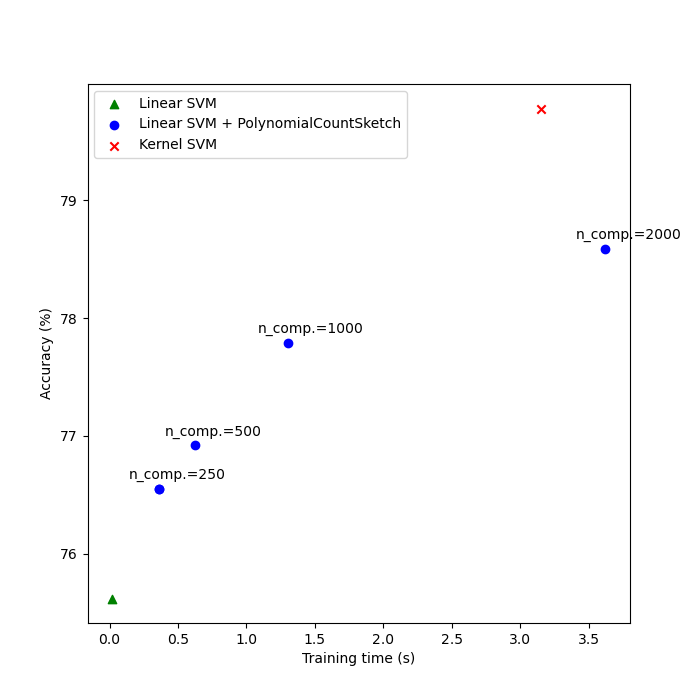 Linear SVM
Linear SVM + PolynomialCountSketch
Kernel SVM
n_comp.=2000
n_comp.=1000
n_comp.=500
n_comp.=250
79
78
77
76
Accuracy (%)
0.0 0.5 1.0 1.5 2.0 2.5 3.0 3.5
Training time (s)